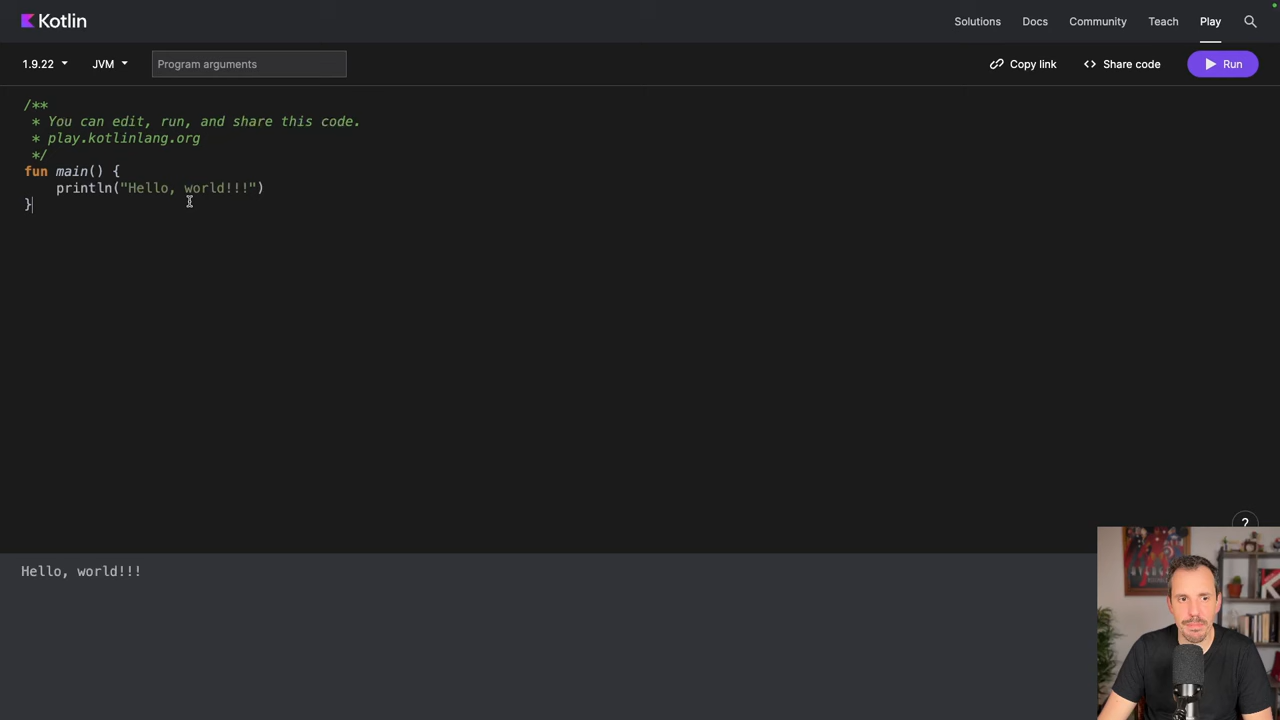 Kotlin
Solutions Docs Community Teach Play
1.9.22 JVM Program arguments Copy link Share code Run
/**
* You can edit, run, and share this code.
* play.kotlinlang.org
*/
fun main() {
println("Hello, world!!!")
}
?
Hello, world!!!